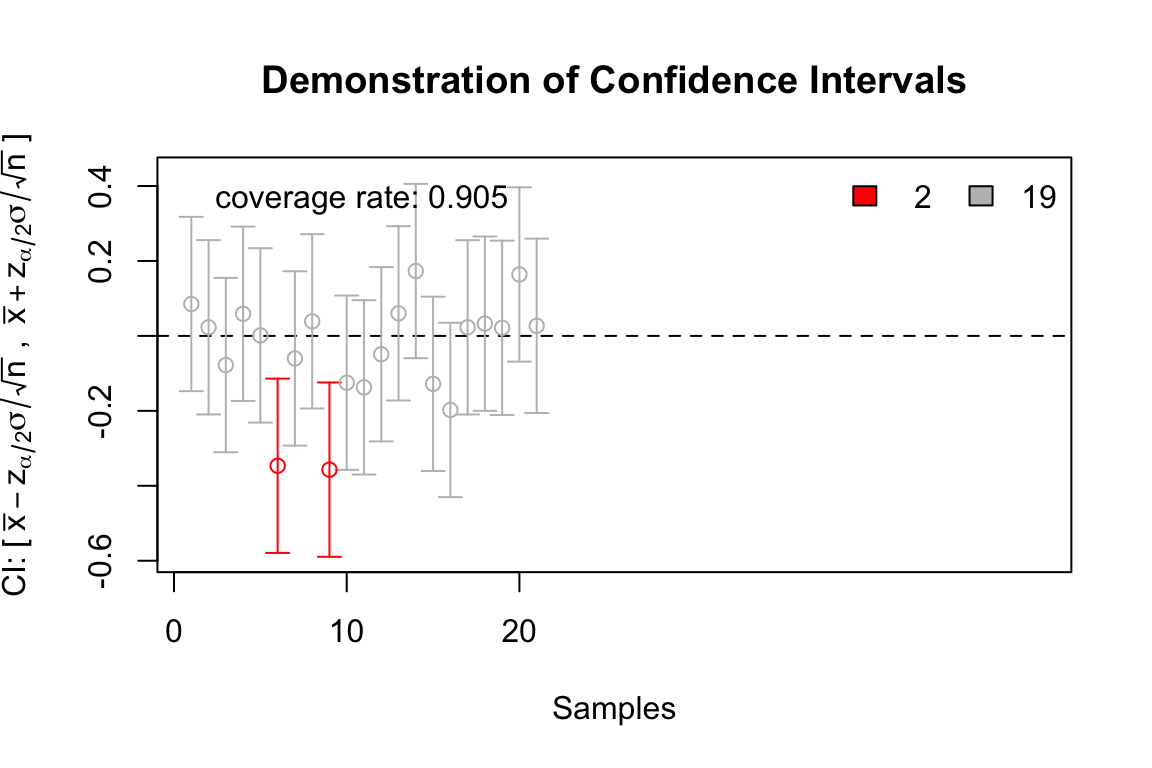 Demonstration of Confidence Intervals
CI: [ x̅ − zα/2σ/√n , x̅ + zα/2σ/√n ]
0.4
0.2
-0.2
-0.6
coverage rate: 0.905
2 19
0 10 20
Samples